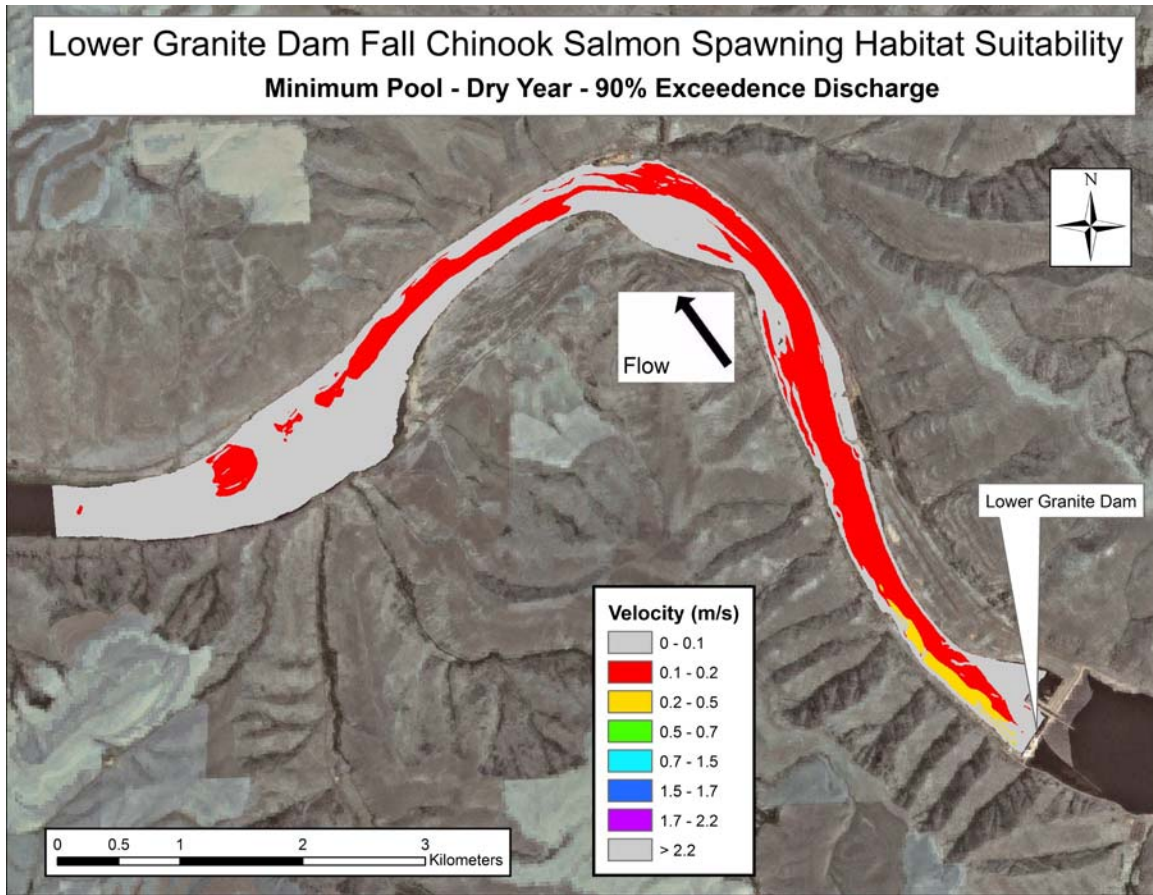 Lower Granite Dam Fall Chinook Salmon Spawning Habitat Suitability
Minimum Pool - Dry Year - 90% Exceedence Discharge
N
Flow
Lower Granite Dam
Velocity (m/s)
0 - 0.1
0.1 - 0.2
0.2 - 0.5
0.5 - 0.7
0.7 - 1.5
1.5 - 1.7
1.7 - 2.2
> 2.2
0 0.5 1 2 3
Kilometers